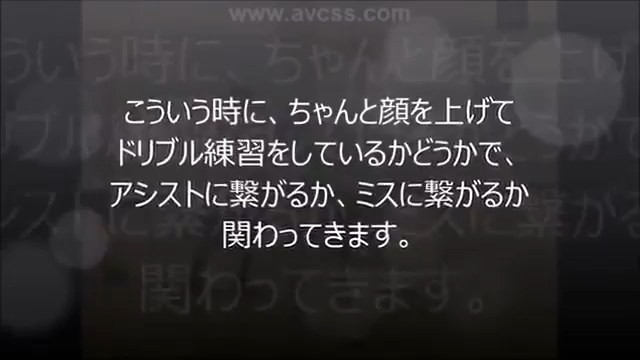 www.avcss.com
こういう時に、ちゃんと顔を上げて
ドリブル練習をしているかどうかで、
アシストに繋がるか、ミスに繋がるか
関わってきます。